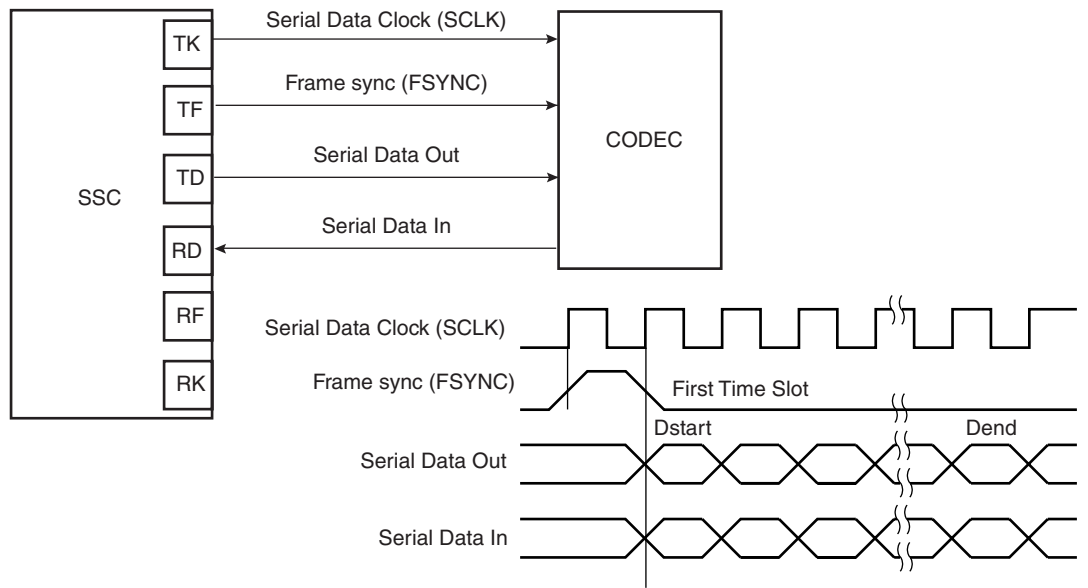 TK
TF
TD
RD
RF
RK
SSC
Serial Data Clock (SCLK)
Frame sync (FSYNC)
Serial Data Out
Serial Data In
CODEC
Serial Data Clock (SCLK)
Frame sync (FSYNC)
First Time Slot
Dstart
Dend
Serial Data Out
Serial Data In